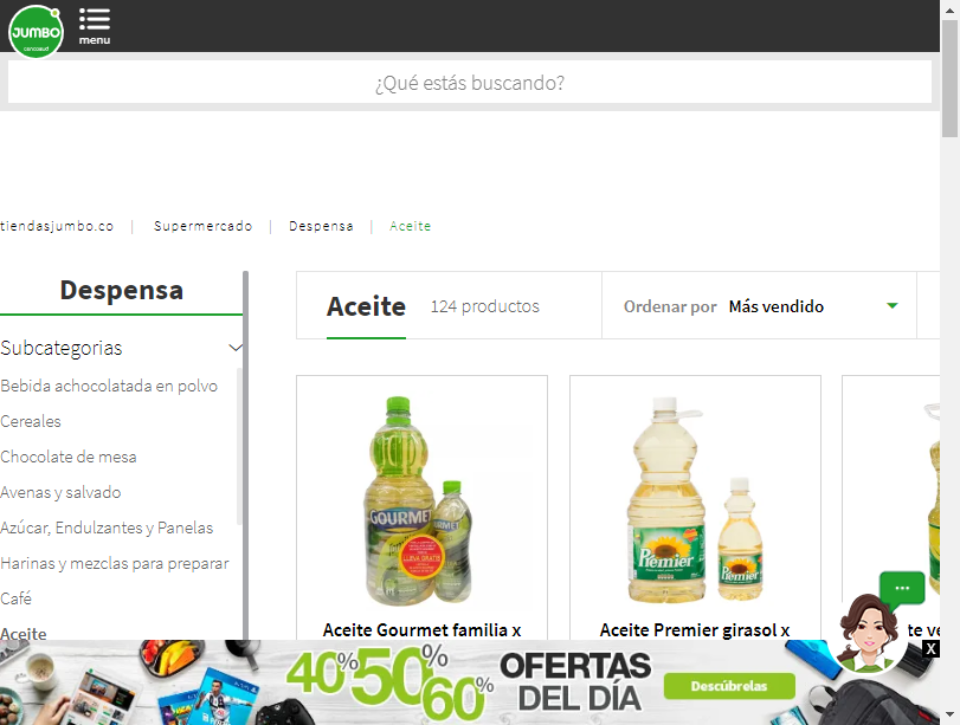 JUMBO
cencosud
menu
¿Qué estás buscando?
tiendasjumbo.co | Supermercado | Despensa | Aceite
Despensa
Subcategorias
Bebida achocolatada en polvo
Cereales
Chocolate de mesa
Avenas y salvado
Azúcar, Endulzantes y Panelas
Harinas y mezclas para preparar
Café
Aceite
Aceite 124 productos
Ordenar por Más vendido
GOURMET
Premier
Premier
Aceite Gourmet familia x
Aceite Premier girasol x
X
40% 50% 60%
OFERTAS
DEL DÍA
Descúbrelas